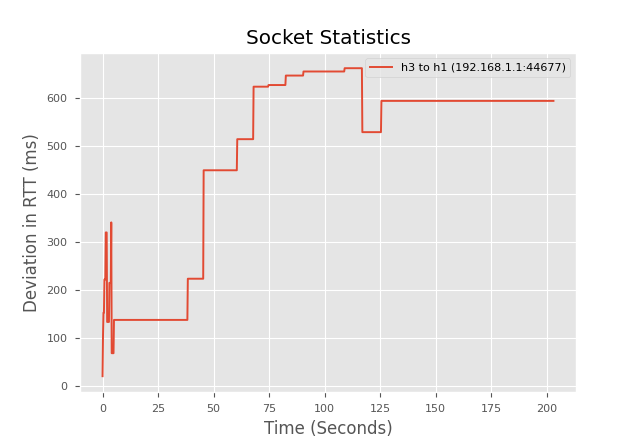 Socket Statistics
h3 to h1 (192.168.1.1:44677)
Deviation in RTT (ms)
600
500
400
300
200
100
0
0 25 50 75 100 125 150 175 200
Time (Seconds)